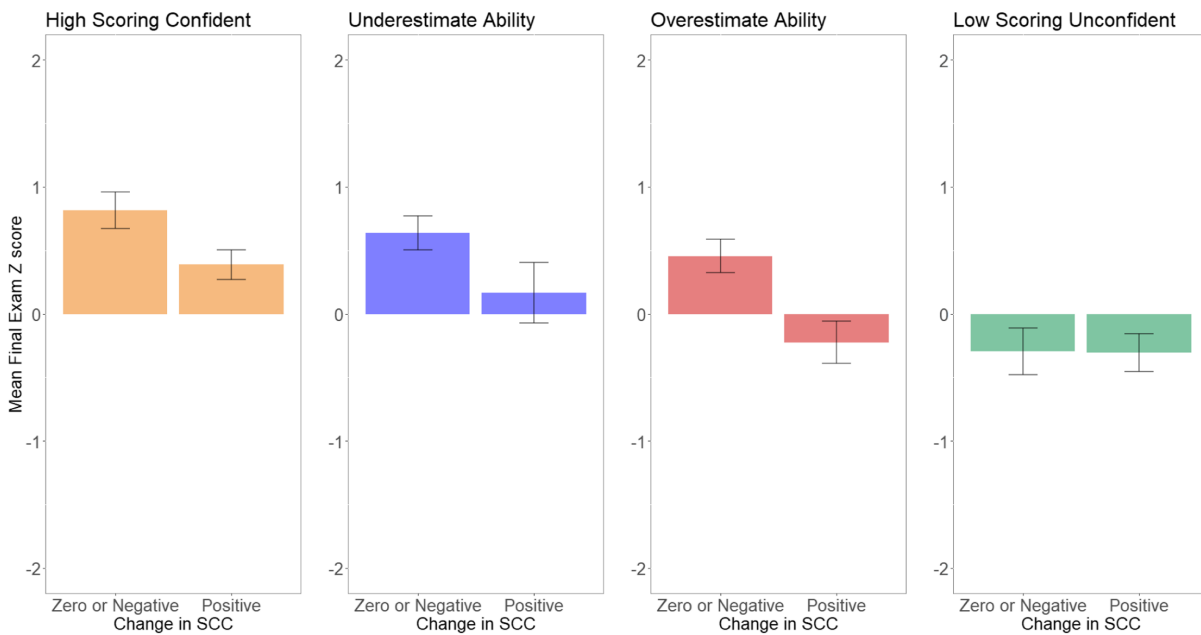 High Scoring Confident
Underestimate Ability
Overestimate Ability
Low Scoring Unconfident
Mean Final Exam Z score
2
1
0
-1
-2
Zero or Negative
Positive
Change in SCC
2
1
0
-1
-2
Zero or Negative
Positive
Change in SCC
2
1
0
-1
-2
Zero or Negative
Positive
Change in SCC
2
1
0
-1
-2
Zero or Negative
Positive
Change in SCC